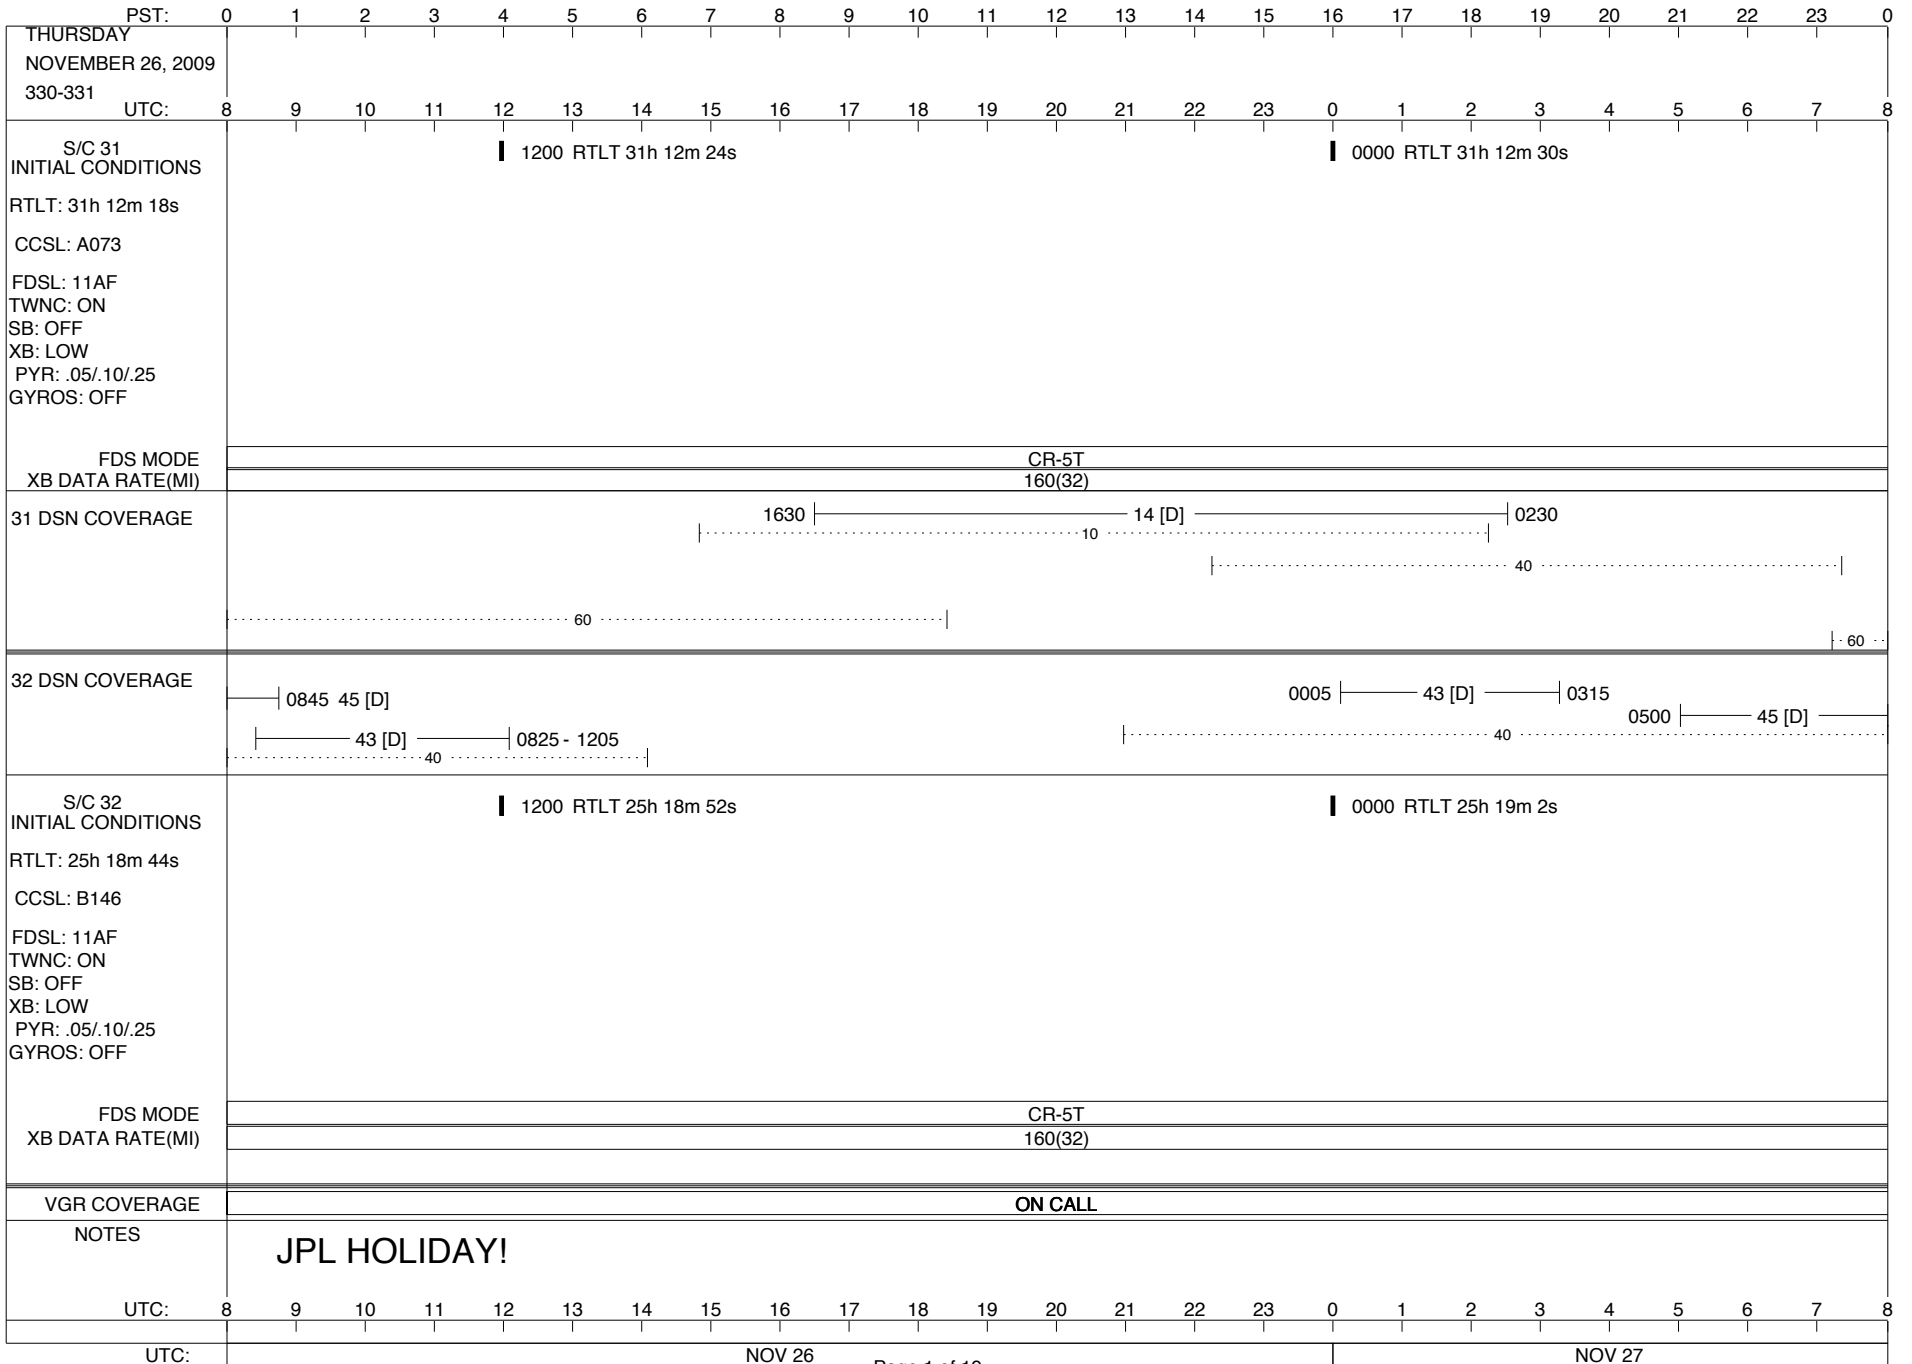 PST: 0 1 2 3 4 5 6 7 8 9 10 11 12 13 14 15 16 17 18 19 20 21 22 23 0
THURSDAY
NOVEMBER 26, 2009
330-331
UTC: 8 9 10 11 12 13 14 15 16 17 18 19 20 21 22 23 0 1 2 3 4 5 6 7 8
S/C 31
INITIAL CONDITIONS
1200 RTLT 31h 12m 24s
0000 RTLT 31h 12m 30s
RTLT: 31h 12m 18s
CCSL: A073
FDSL: 11AF
TWNC: ON
SB: OFF
XB: LOW
PYR: .05/.10/.25
GYROS: OFF
FDS MODE CR-5T
XB DATA RATE(MI) 160(32)
31 DSN COVERAGE
1630 14 [D] 0230
10
40
60
60
32 DSN COVERAGE
0845 45 [D]
0005 43 [D] 0315
0500 45 [D]
43 [D] 0825 - 1205
40
40
S/C 32
INITIAL CONDITIONS
1200 RTLT 25h 18m 52s
0000 RTLT 25h 19m 2s
RTLT: 25h 18m 44s
CCSL: B146
FDSL: 11AF
TWNC: ON
SB: OFF
XB: LOW
PYR: .05/.10/.25
GYROS: OFF
FDS MODE CR-5T
XB DATA RATE(MI) 160(32)
VGR COVERAGE ON CALL
NOTES
JPL HOLIDAY!
UTC: 8 9 10 11 12 13 14 15 16 17 18 19 20 21 22 23 0 1 2 3 4 5 6 7 8
UTC: NOV 26 NOV 27
Page 1 of 10